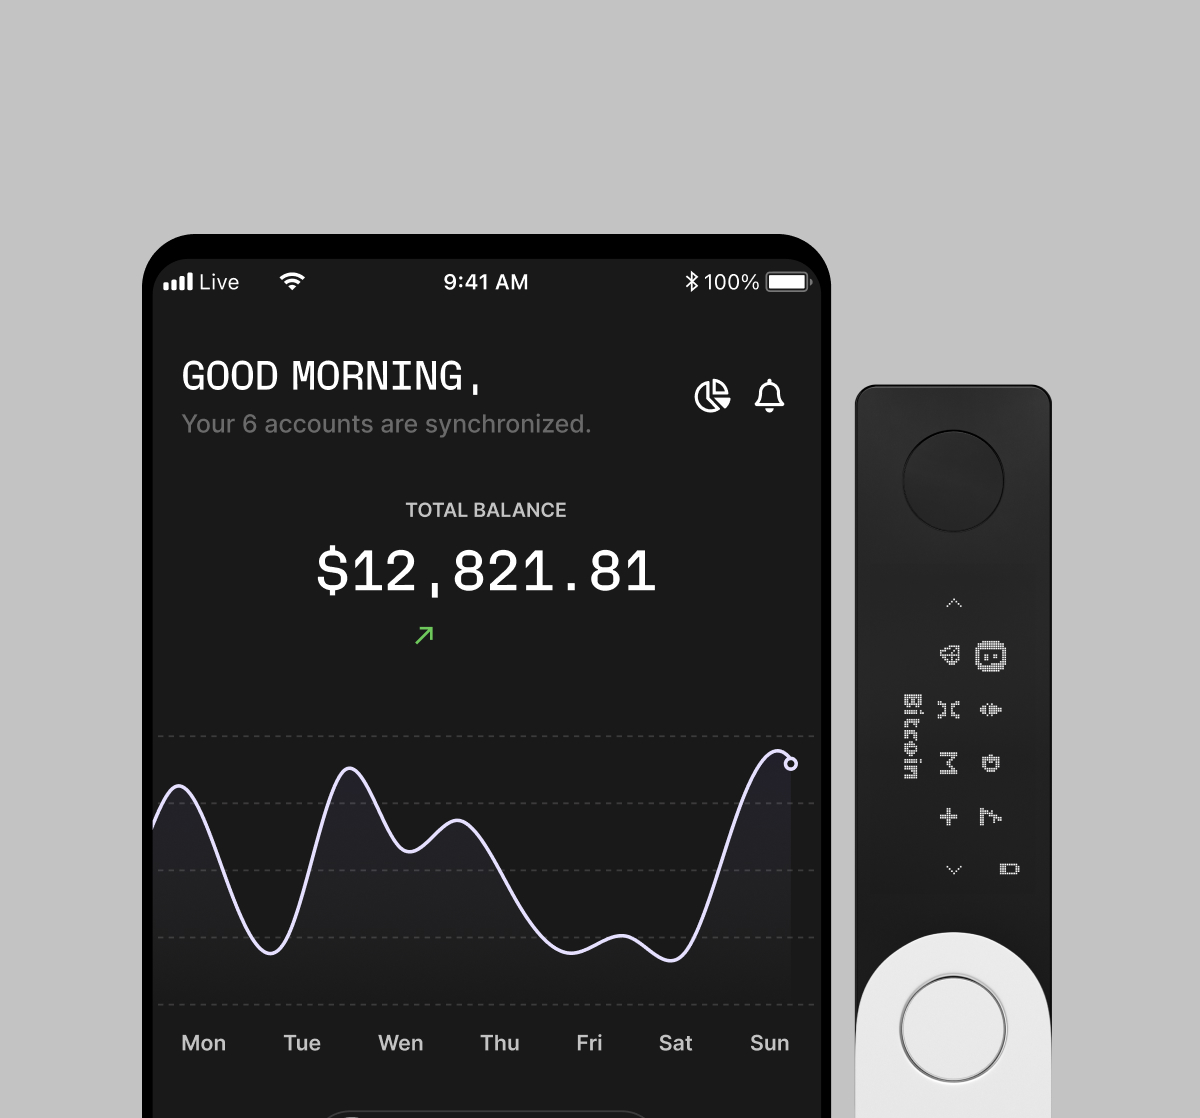 Live
9:41 AM
100%
GOOD MORNING,
Your 6 accounts are synchronized.
TOTAL BALANCE
$12,821.81
Mon Tue Wen Thu Fri Sat Sun
Bitcoin